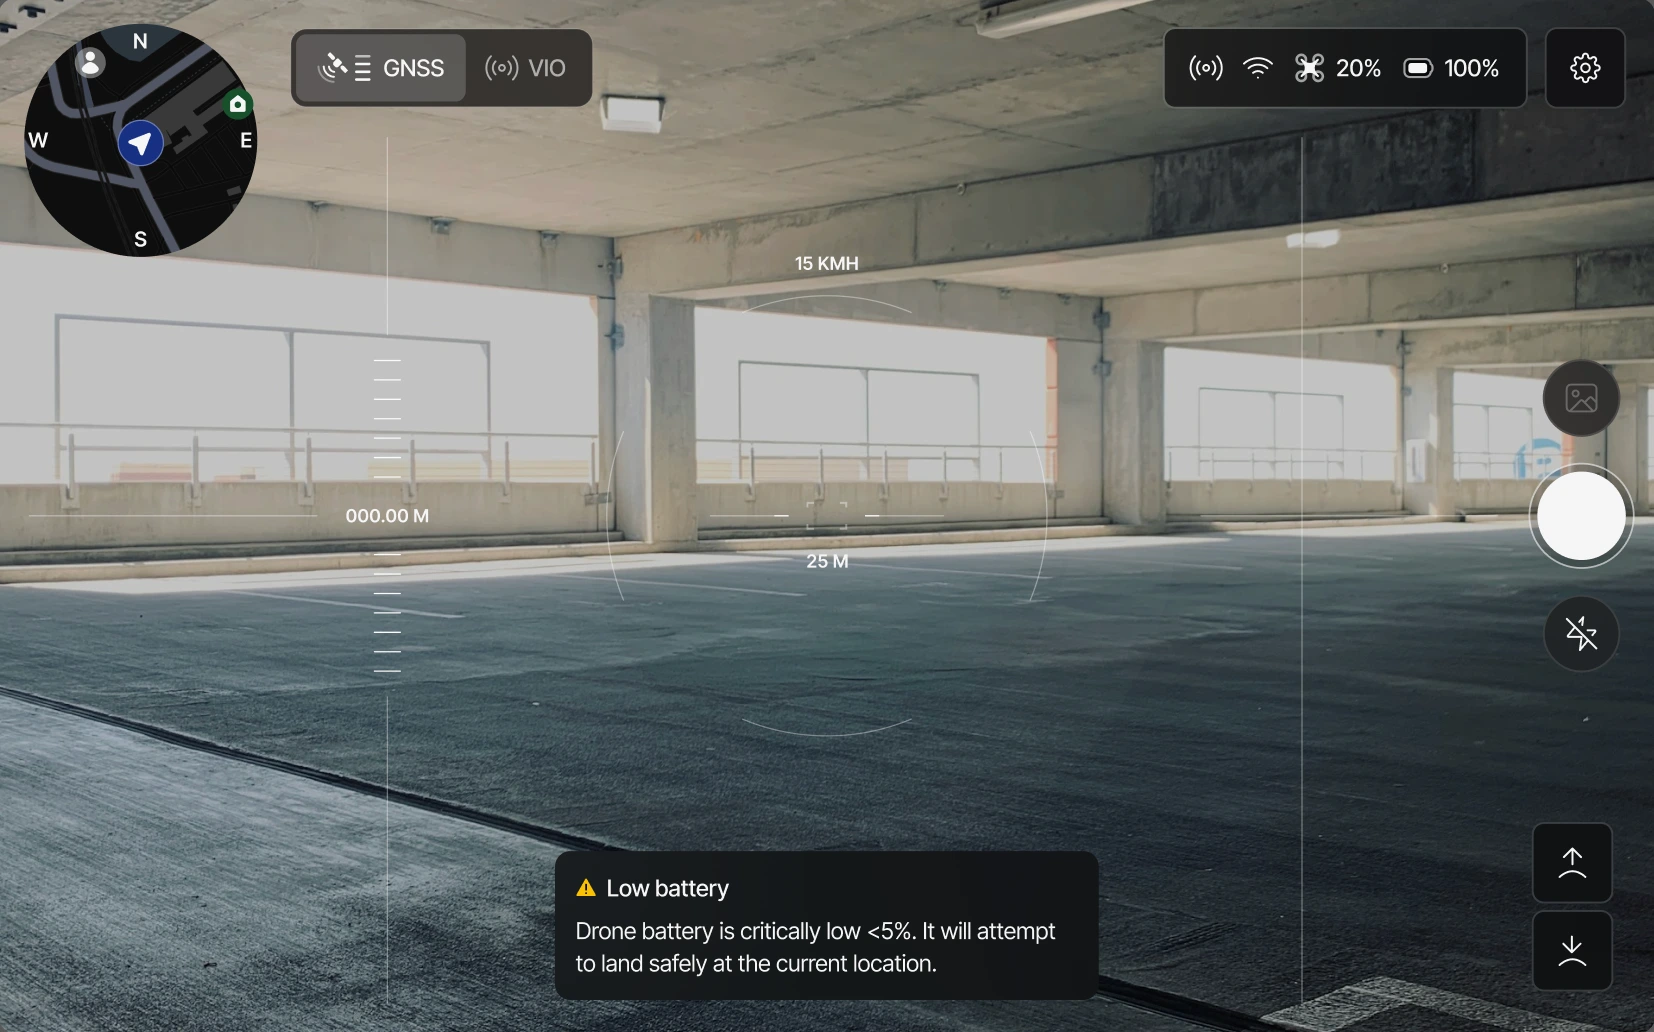 N
W
E
S
GNSS
VIO
20%
100%
15 KMH
000.00 M
25 M
Low battery
Drone battery is critically low <5%. It will attempt
to land safely at the current location.